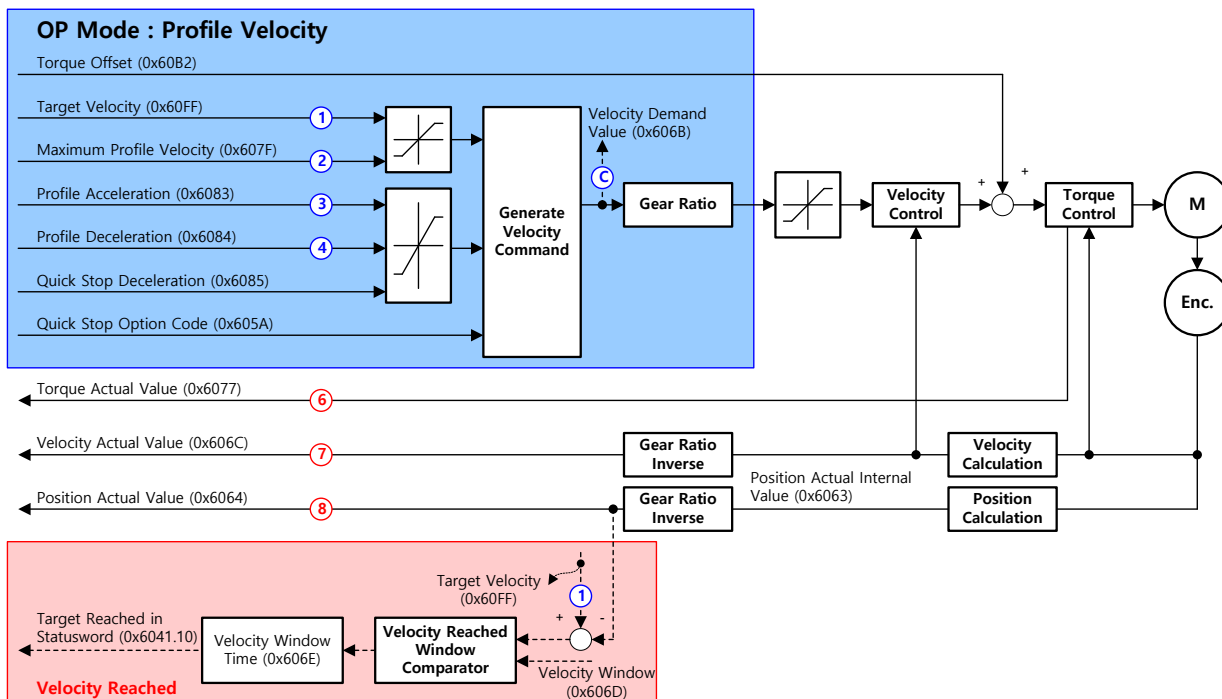 OP Mode : Profile Velocity
Torque Offset (0x60B2)
Target Velocity (0x60FF)
1
Maximum Profile Velocity (0x607F)
2
Profile Acceleration (0x6083)
3
Profile Deceleration (0x6084)
4
Quick Stop Deceleration (0x6085)
Quick Stop Option Code (0x605A)
Generate
Velocity
Command
Velocity Demand
Value (0x606B)
C
Gear Ratio
Velocity
Control
+
+
Torque
Control
M
Enc.
Torque Actual Value (0x6077)
6
Velocity Actual Value (0x606C)
7
Gear Ratio
Inverse
Velocity
Calculation
Position Actual Value (0x6064)
8
Gear Ratio
Inverse
Position Actual Internal
Value (0x6063)
Position
Calculation
Target Velocity
(0x60FF)
1
+
-
Target Reached in
Statusword (0x6041.10)
Velocity Window
Time (0x606E)
Velocity Reached
Window
Comparator
Velocity Window
(0x606D)
Velocity Reached